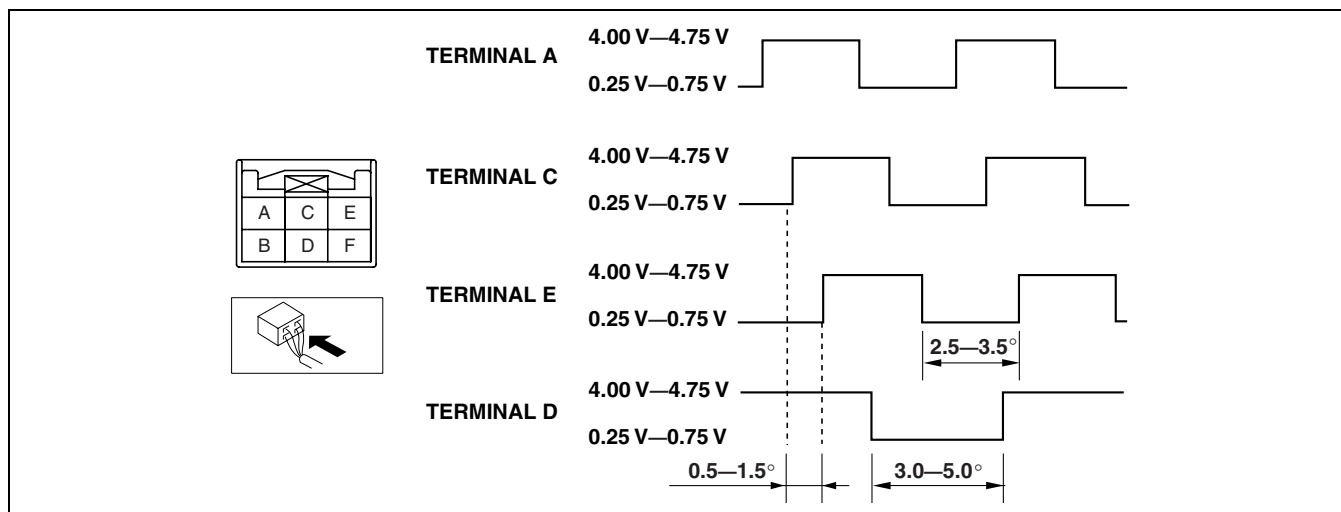 TERMINAL A
4.00 V—4.75 V
0.25 V—0.75 V
TERMINAL C
4.00 V—4.75 V
0.25 V—0.75 V
A C E
B D F
TERMINAL E
4.00 V—4.75 V
0.25 V—0.75 V
2.5—3.5°
TERMINAL D
4.00 V—4.75 V
0.25 V—0.75 V
0.5—1.5°
3.0—5.0°